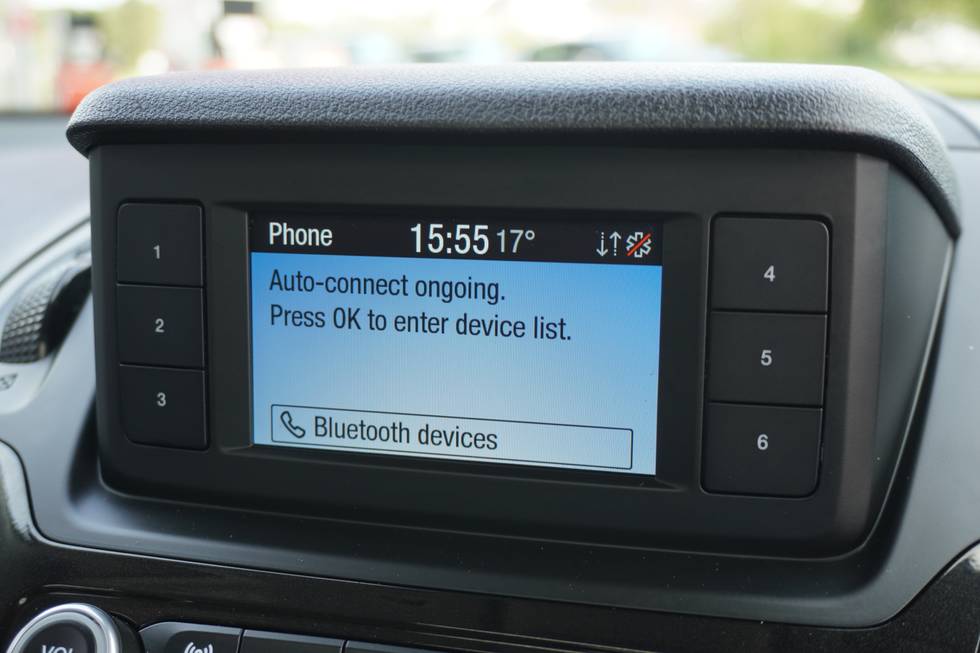 Phone 15:55 17°
Auto-connect ongoing.
Press OK to enter device list.
Bluetooth devices
1
2
3
4
5
6
VOL